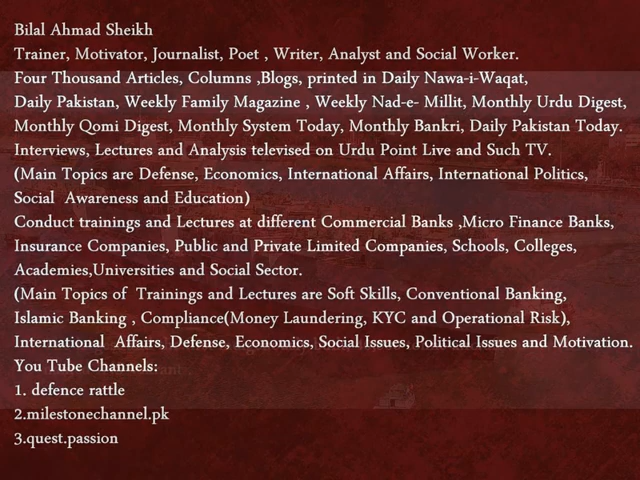 Bilal Ahmad Sheikh
Trainer, Motivator, Journalist, Poet , Writer, Analyst and Social Worker.
Four Thousand Articles, Columns ,Blogs, printed in Daily Nawa-i-Waqat,
Daily Pakistan, Weekly Family Magazine , Weekly Nad-e- Millit, Monthly Urdu Digest,
Monthly Qomi Digest, Monthly System Today, Monthly Bankri, Daily Pakistan Today.
Interviews, Lectures and Analysis televised on Urdu Point Live and Such TV.
(Main Topics are Defense, Economics, International Affairs, International Politics,
Social  Awareness and Education)
Conduct trainings and Lectures at different Commercial Banks ,Micro Finance Banks,
Insurance Companies, Public and Private Limited Companies, Schools, Colleges,
Academies,Universities and Social Sector.
(Main Topics of  Trainings and Lectures are Soft Skills, Conventional Banking,
Islamic Banking , Compliance(Money Laundering, KYC and Operational Risk),
International  Affairs, Defense, Economics, Social Issues, Political Issues and Motivation.
You Tube Channels:
1. defence rattle
2.milestonechannel.pk
3.quest.passion